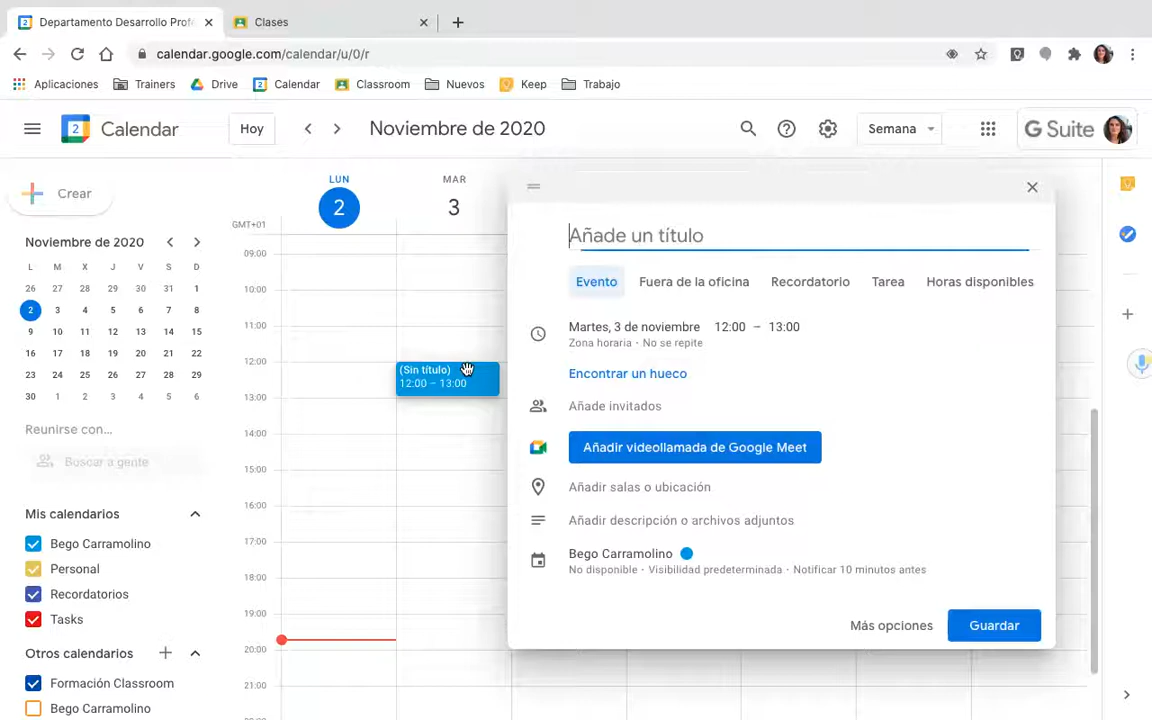 Departamento Desarrollo Profe
Clases
calendar.google.com/calendar/u/0/r
Aplicaciones
Trainers
Drive
Calendar
Classroom
Nuevos
Keep
Trabajo
2
Calendar
Hoy
Noviembre de 2020
Semana
G Suite
Crear
Noviembre de 2020
L M X J V S D
26 27 28 29 30 31 1
2 3 4 5 6 7 8
9 10 11 12 13 14 15
16 17 18 19 20 21 22
23 24 25 26 27 28 29
30 1 2 3 4 5 6
Reunirse con...
Buscar a gente
Mis calendarios
Bego Carramolino
Personal
Recordatorios
Tasks
Otros calendarios
Formación Classroom
Bego Carramolino
LUN
2
MAR
3
GMT+01
09:00
10:00
11:00
12:00
13:00
14:00
15:00
16:00
17:00
18:00
19:00
20:00
21:00
(Sin título)
12:00 – 13:00
Añade un título
Evento
Fuera de la oficina
Recordatorio
Tarea
Horas disponibles
Martes, 3 de noviembre 12:00 – 13:00
Zona horaria · No se repite
Encontrar un hueco
Añade invitados
Añadir videollamada de Google Meet
Añadir salas o ubicación
Añadir descripción o archivos adjuntos
Bego Carramolino
No disponible · Visibilidad predeterminada · Notificar 10 minutos antes
Más opciones
Guardar